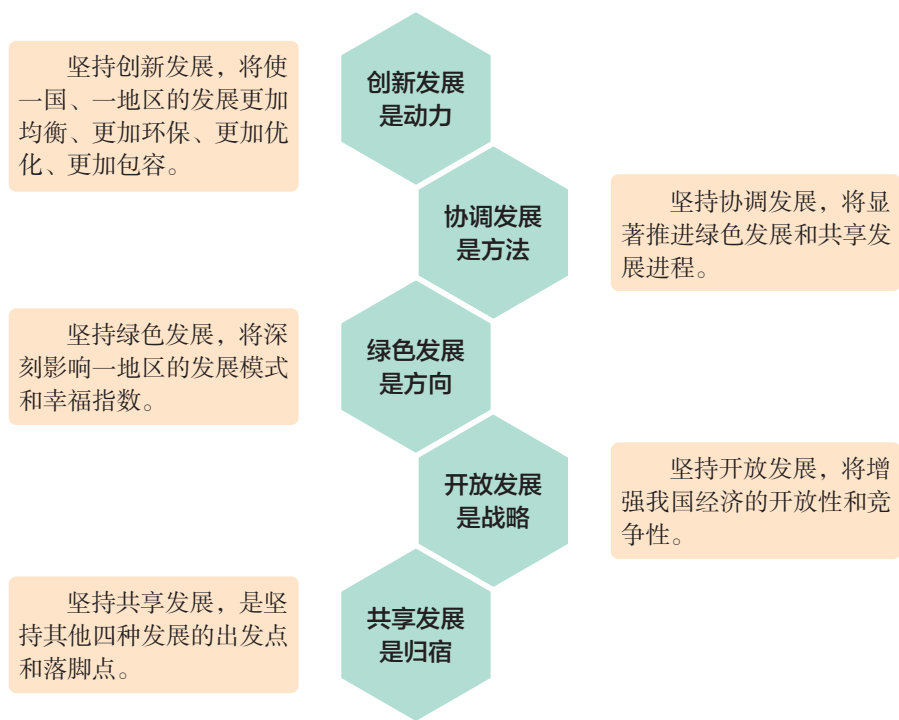 坚持创新发展，将使
一国、一地区的发展更加
均衡、更加环保、更加优
化、更加包容。
创新发展
是动力
协调发展
是方法
坚持协调发展，将显
著推进绿色发展和共享发
展进程。
坚持绿色发展，将深
刻影响一地区的发展模式
和幸福指数。
绿色发展
是方向
开放发展
是战略
坚持开放发展，将增
强我国经济的开放性和竞
争性。
坚持共享发展，是坚
持其他四种发展的出发点
和落脚点。
共享发展
是归宿